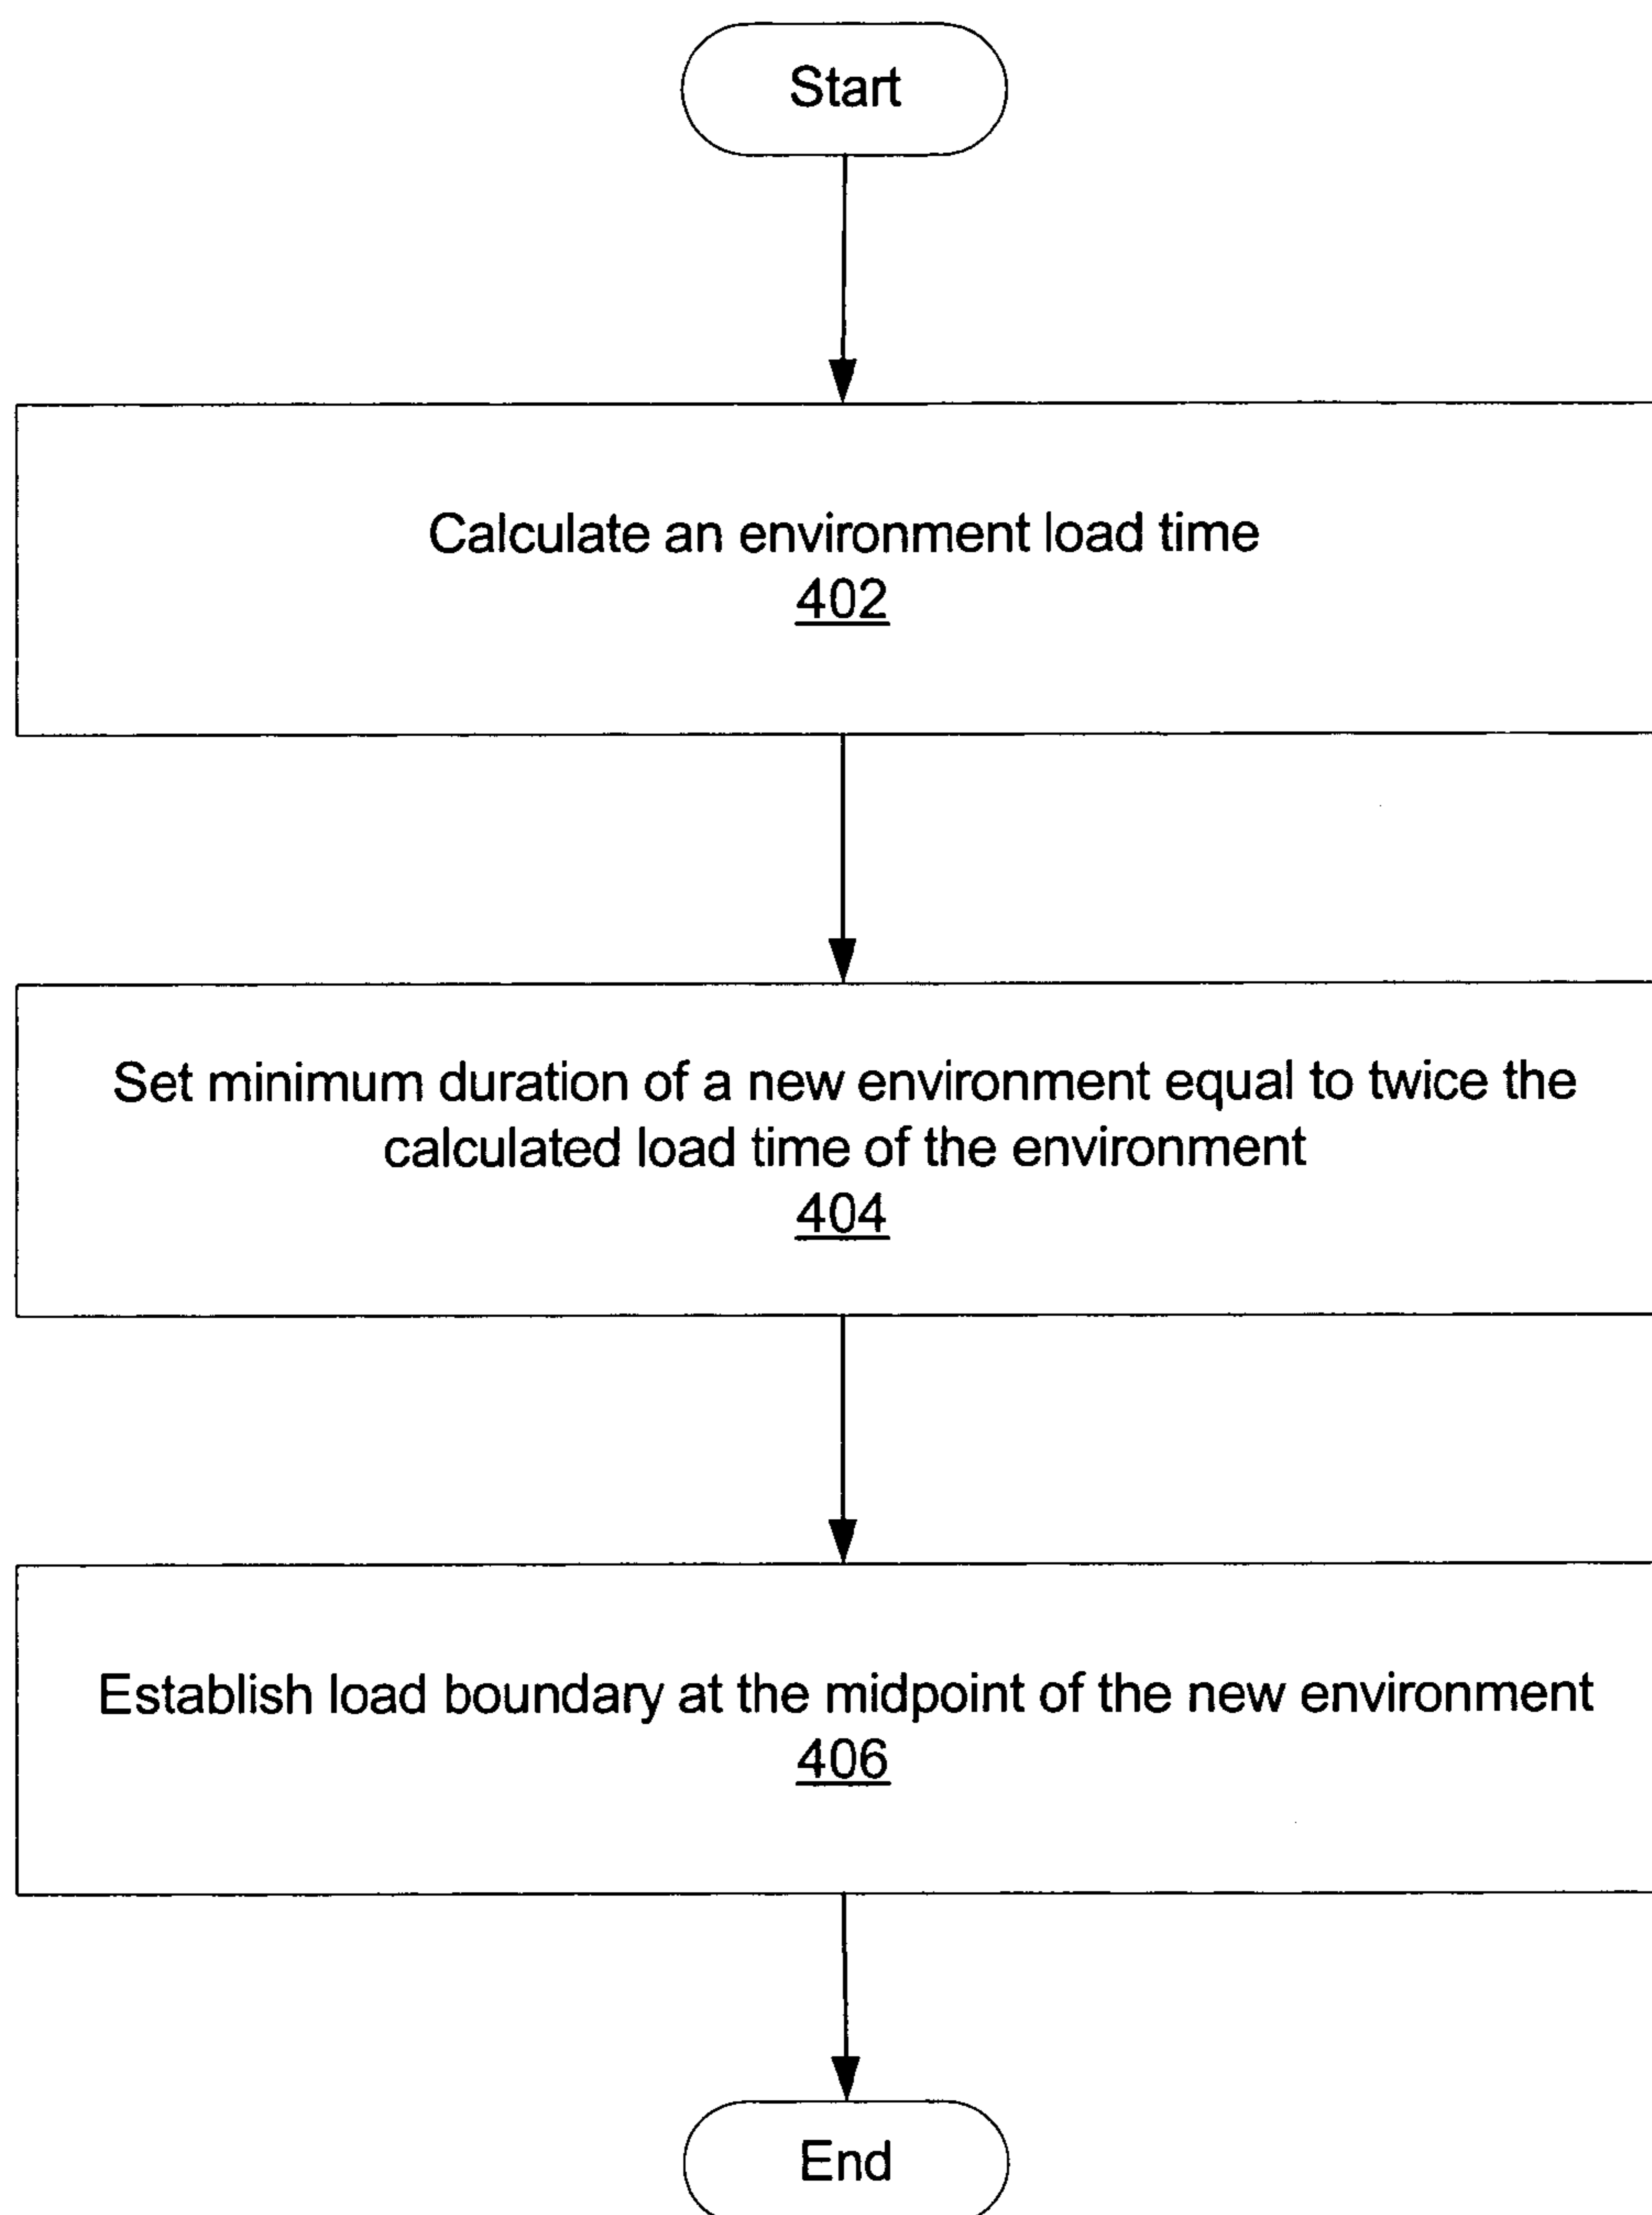 Start
Calculate an environment load time
402
Set minimum duration of a new environment equal to twice the
calculated load time of the environment
404
Establish load boundary at the midpoint of the new environment
406
End